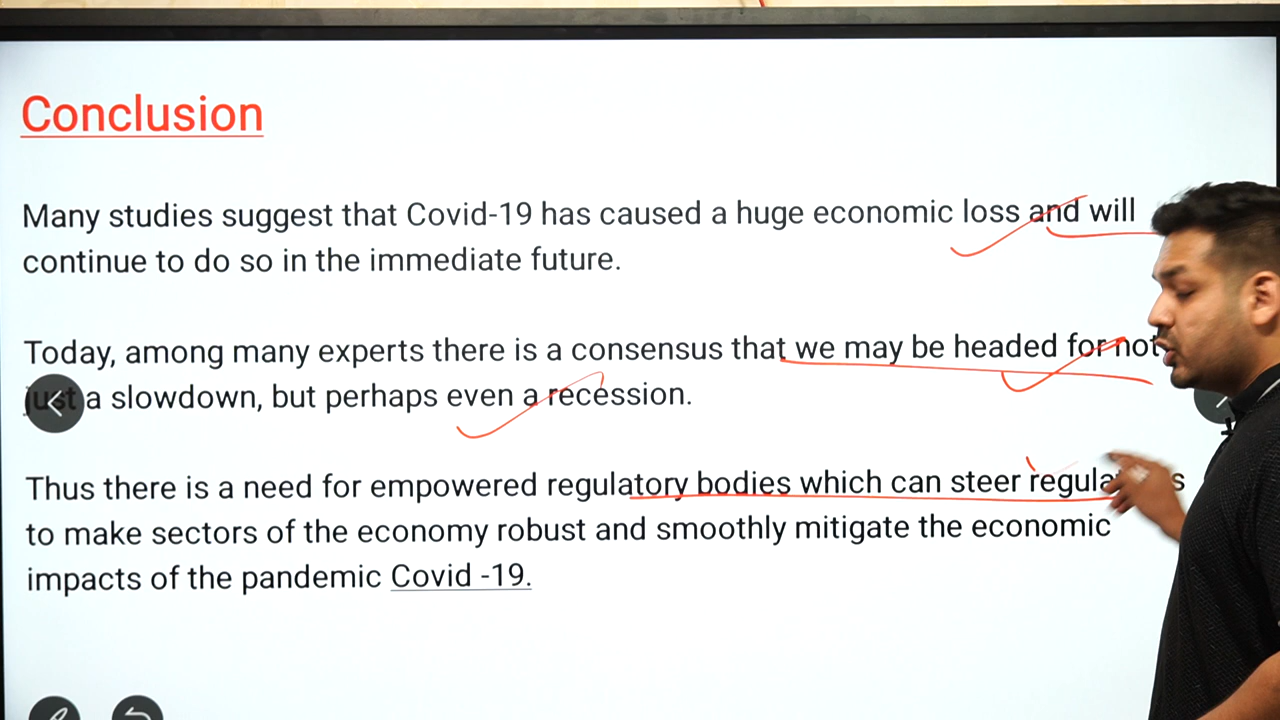 Conclusion
Many studies suggest that Covid-19 has caused a huge economic loss and will
continue to do so in the immediate future.
Today, among many experts there is a consensus that we may be headed for not
just a slowdown, but perhaps even a recession.
Thus there is a need for empowered regulatory bodies which can steer
to make sectors of the economy robust and smoothly mitigate the economic
impacts of the pandemic Covid -19.